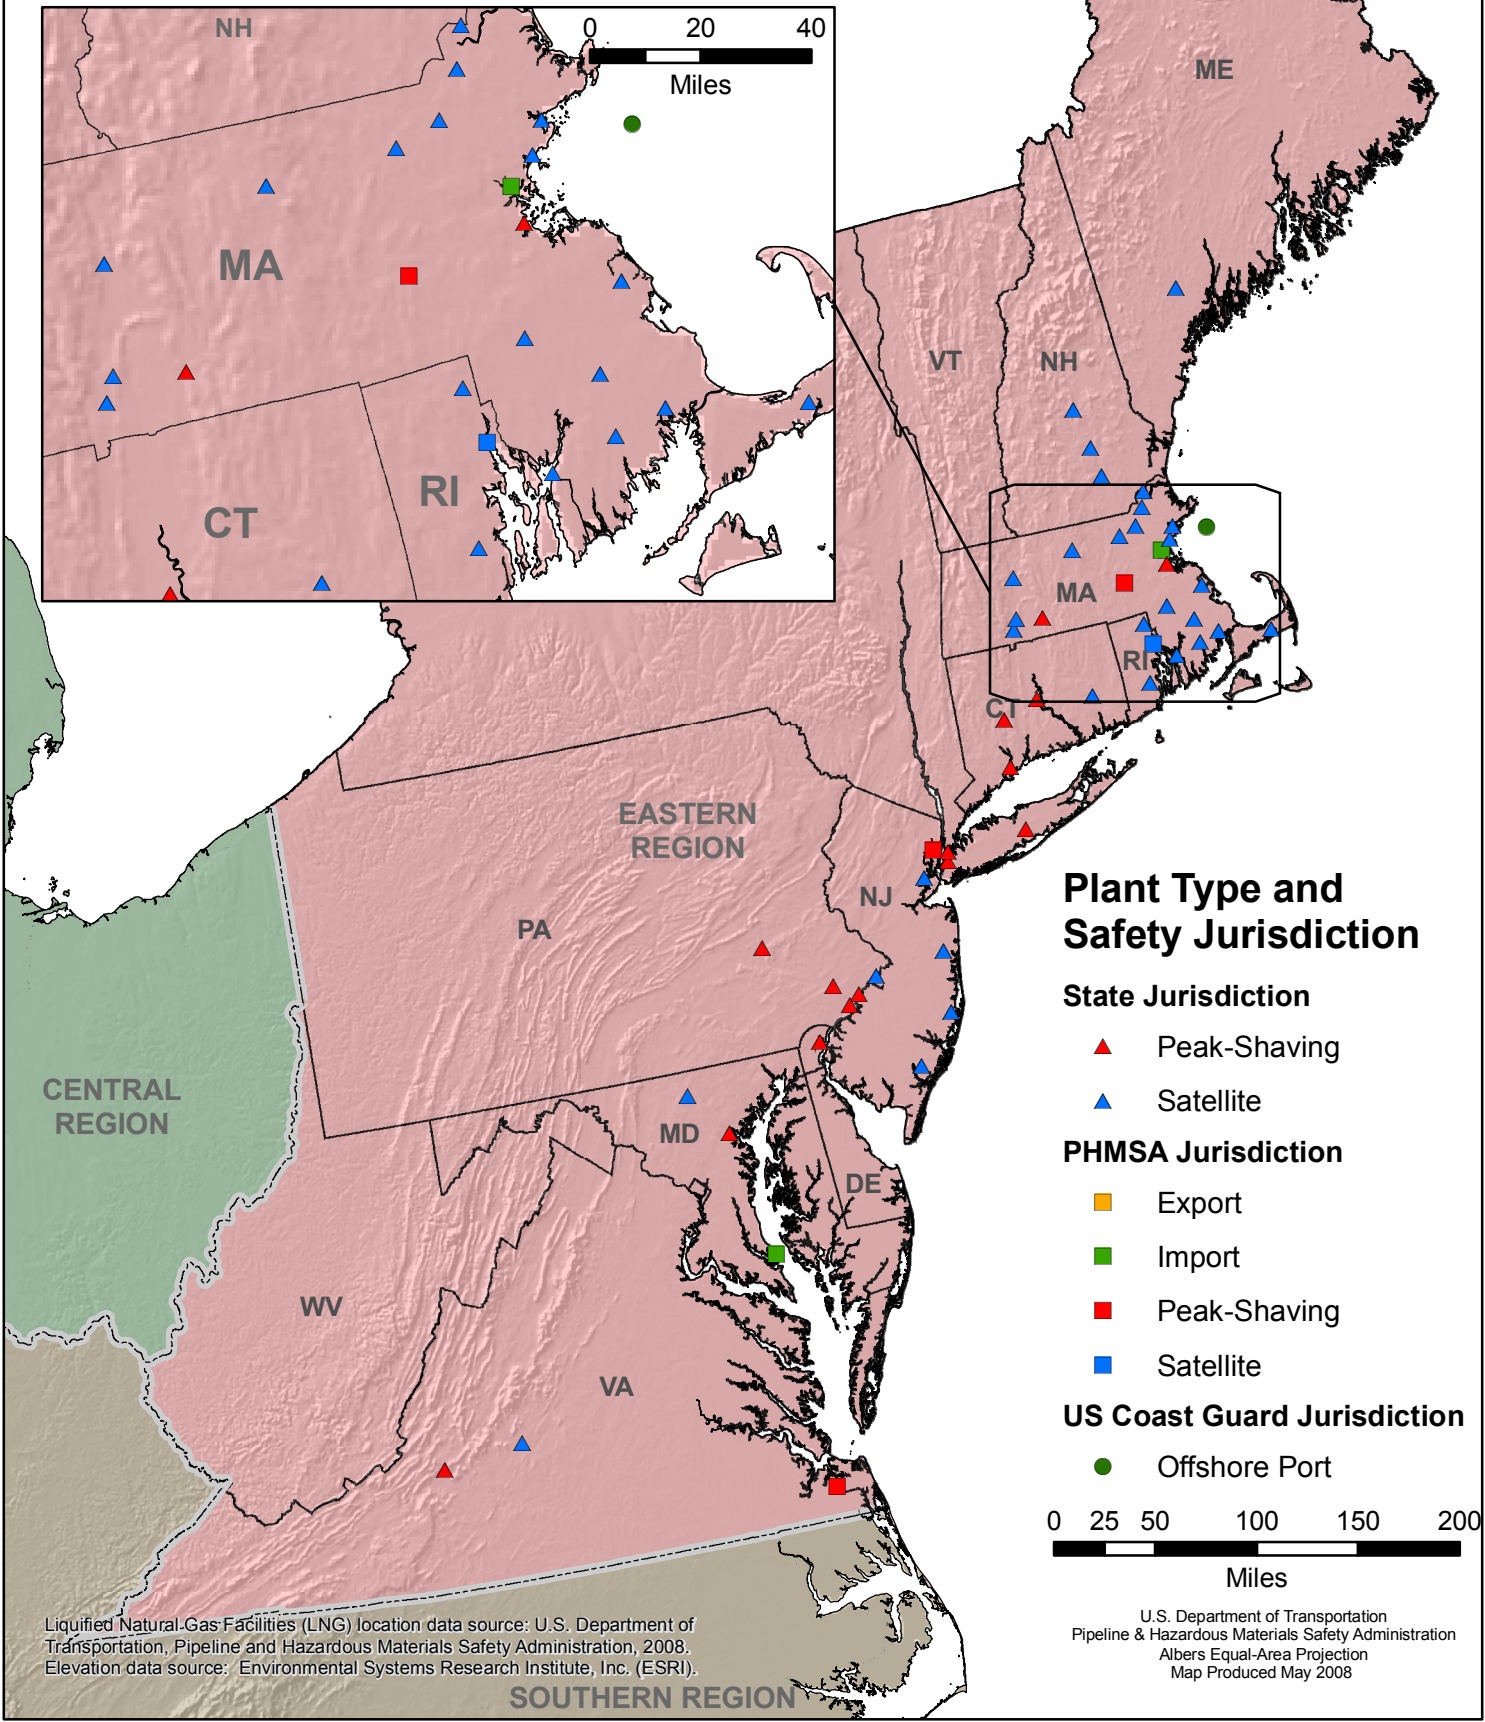 NH
0 20 40
Miles
MA
CT
RI
ME
VT
NH
MA
RI
CT
EASTERN
REGION
NJ
PA
CENTRAL
REGION
MD
DE
WV
VA
SOUTHERN REGION
Plant Type and
Safety Jurisdiction
State Jurisdiction
Peak-Shaving
Satellite
PHMSA Jurisdiction
Export
Import
Peak-Shaving
Satellite
US Coast Guard Jurisdiction
Offshore Port
0 25 50 100 150 200
Miles
U.S. Department of Transportation
Pipeline & Hazardous Materials Safety Administration
Albers Equal-Area Projection
Map Produced May 2008
Liquified Natural Gas Facilities (LNG) location data source: U.S. Department of
Transportation, Pipeline and Hazardous Materials Safety Administration, 2008.
Elevation data source: Environmental Systems Research Institute, Inc. (ESRI).